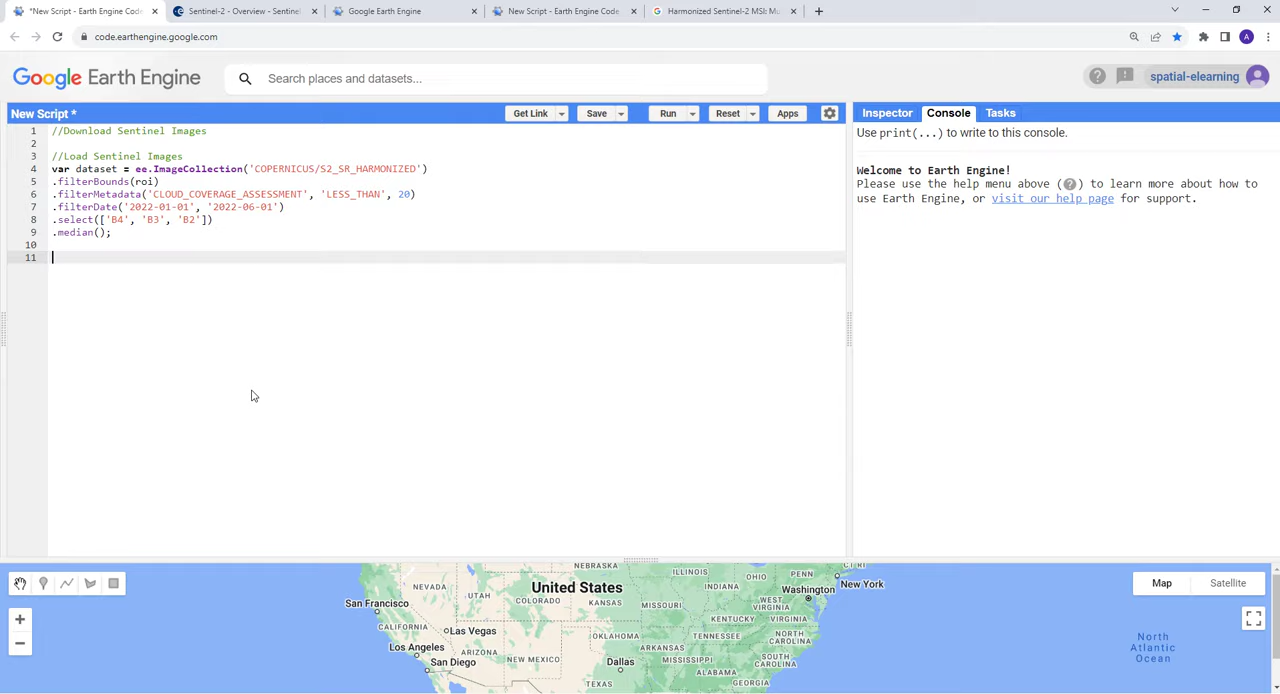 *New Script - Earth Engine Code
Sentinel-2 - Overview - Sentinel
Google Earth Engine
New Script - Earth Engine Code
Harmonized Sentinel-2 MSI: Mu
code.earthengine.google.com
A
Google Earth Engine
Search places and datasets...
spatial-elearning
New Script *
Get Link
Save
Run
Reset
Apps
Inspector
Console
Tasks
1 //Download Sentinel Images
2
3 //Load Sentinel Images
4 var dataset = ee.ImageCollection('COPERNICUS/S2_SR_HARMONIZED')
5 .filterBounds(roi)
6 .filterMetadata('CLOUD_COVERAGE_ASSESSMENT', 'LESS_THAN', 20)
7 .filterDate('2022-01-01', '2022-06-01')
8 .select(['B4', 'B3', 'B2'])
9 .median();
10
11
Use print(...) to write to this console.
Welcome to Earth Engine!
Please use the help menu above (?) to learn more about how to
use Earth Engine, or visit our help page for support.
Map
Satellite
NEBRASKA
ILLINOIS
OHIO
PENN
New York
NEVADA
UTAH
United States
INDIANA
Washington
San Francisco
COLORADO
KANSAS
MISSOURI
WEST
VIRGINIA
KENTUCKY
VIRGINIA
CALIFORNIA
Las Vegas
OKLAHOMA
TENNESSEE
NORTH
CAROLINA
Los Angeles
ARIZONA
NEW MEXICO
ARKANSAS
SOUTH
CAROLINA
San Diego
Dallas
MISSISSIPPI
TEXAS
GEORGIA
North
Atlantic
Ocean